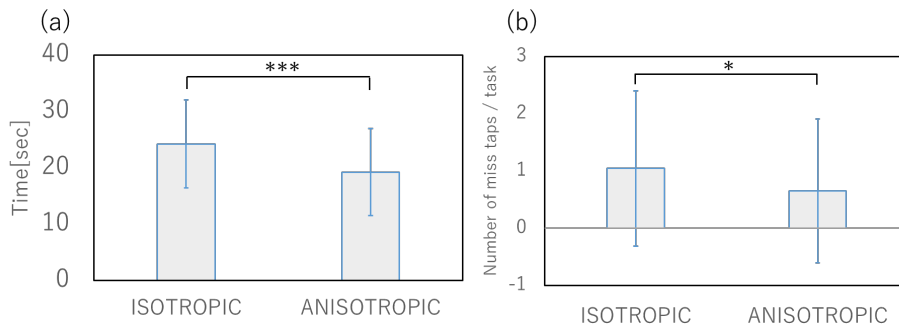 (a)
40
30
20
10
0
Time[sec]
***
ISOTROPIC
ANISOTROPIC
(b)
3
2
1
0
-1
Number of miss taps / task
*
ISOTROPIC
ANISOTROPIC